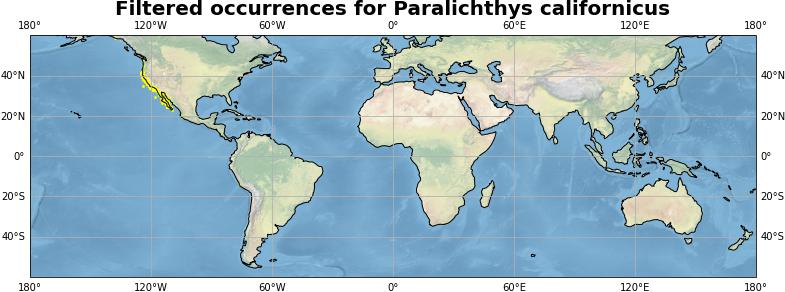 Filtered occurrences for Paralichthys californicus
180° 120°W 60°W 0° 60°E 120°E 180°
40°N 40°N
20°N 20°N
0° 0°
20°S 20°S
40°S 40°S
180° 120°W 60°W 0° 60°E 120°E 180°